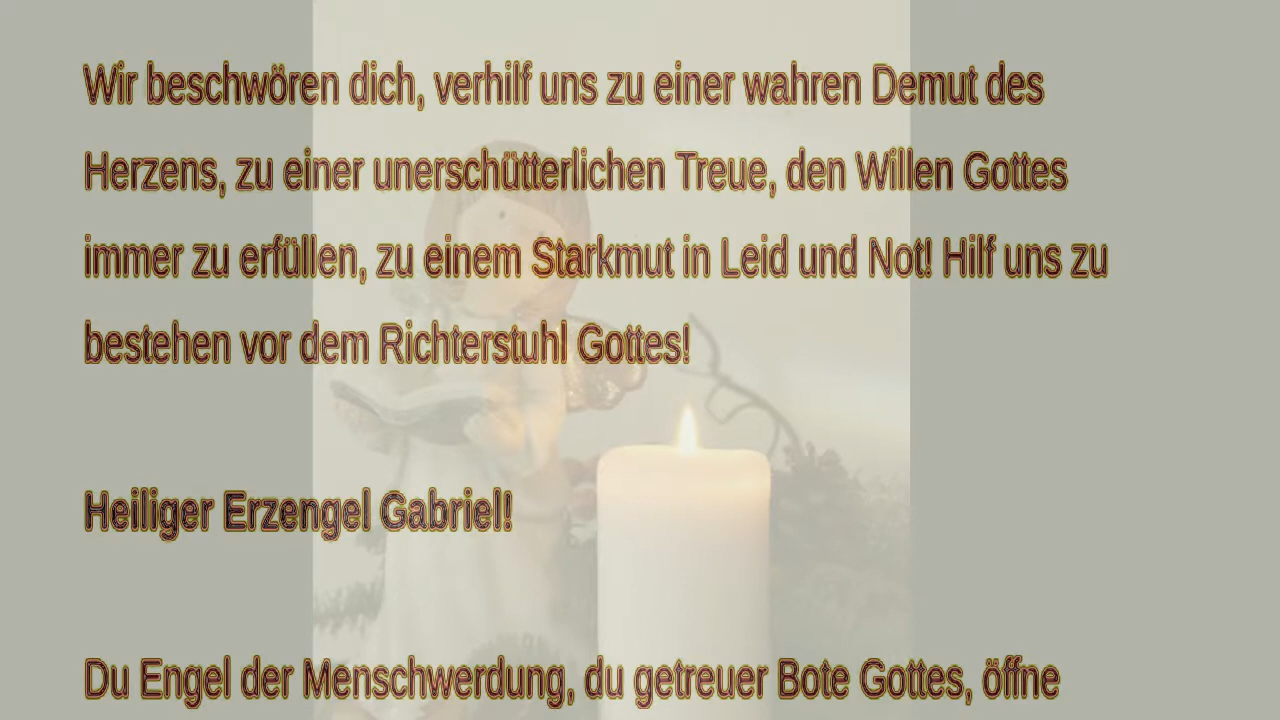 Wir beschwören dich, verhilf uns zu einer wahren Demut des
Herzens, zu einer unerschütterlichen Treue, den Willen Gottes
immer zu erfüllen, zu einem Starkmut in Leid und Not! Hilf uns zu
bestehen vor dem Richterstuhl Gottes!
Heiliger Erzengel Gabriel!
Du Engel der Menschwerdung, du getreuer Bote Gottes, öffne